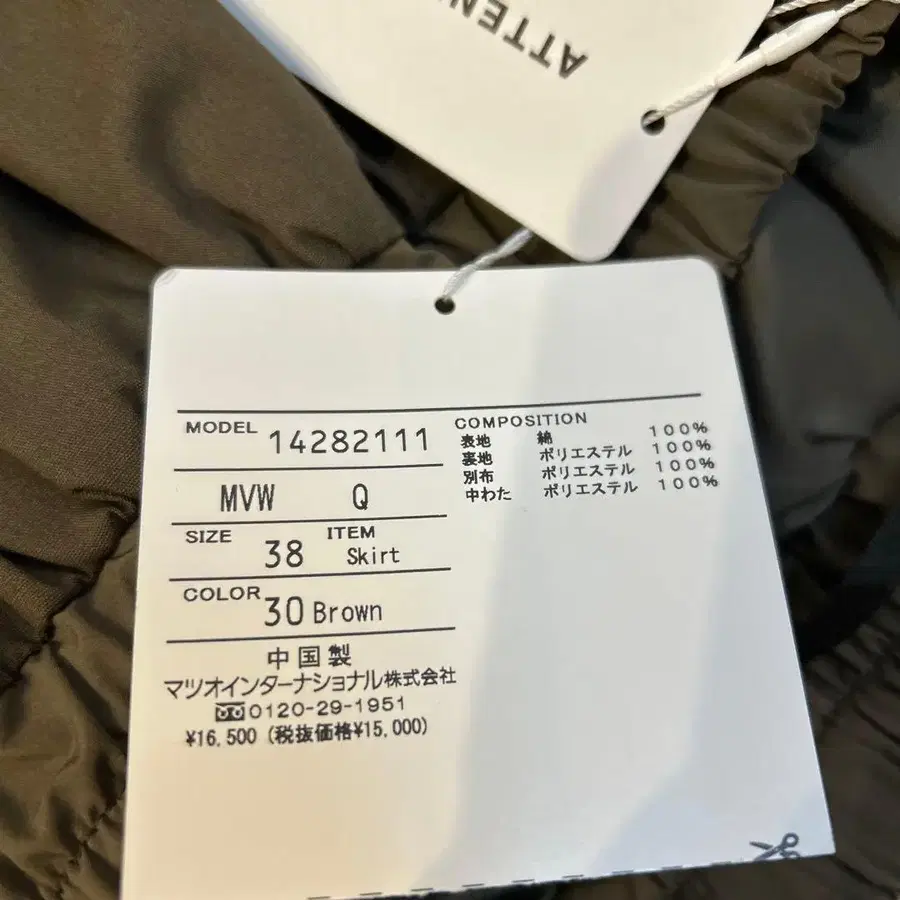 ATTEN
MODEL 14282111
MVW Q
SIZE 38 ITEM Skirt
COLOR 30 Brown
中国製
マツオインターナショナル株式会社
0120-29-1951
¥16,500 (税抜価格¥15,000)
COMPOSITION
表地 綿 100%
裏地 ポリエステル 100%
別布 ポリエステル 100%
中わた ポリエステル 100%